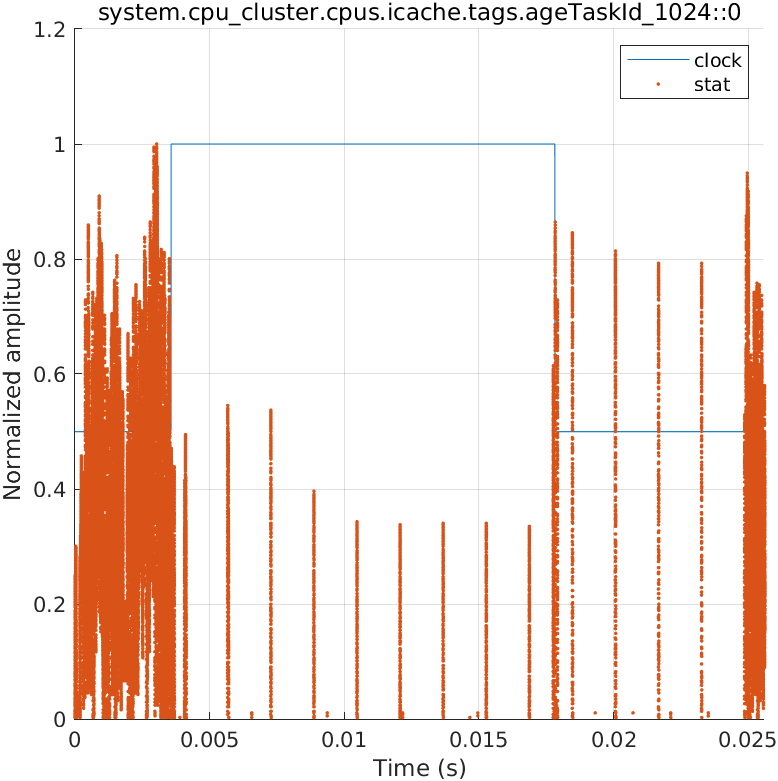 system.cpu_cluster.cpus.icache.tags.ageTaskId_1024::0
1.2
1
0.8
0.6
0.4
0.2
0
Normalized amplitude
clock
stat
0 0.005 0.01 0.015 0.02 0.025
Time (s)